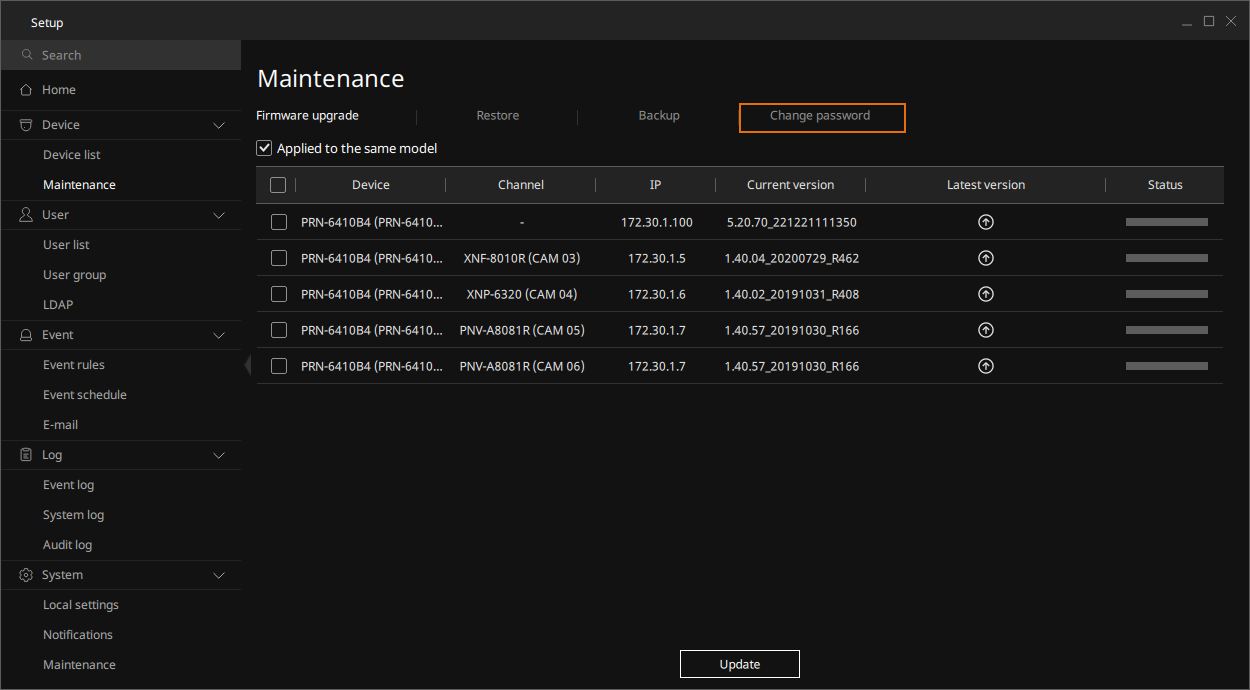 Setup
Search
Home
Device
Device list
Maintenance
User
User list
User group
LDAP
Event
Event rules
Event schedule
E-mail
Log
Event log
System log
Audit log
System
Local settings
Notifications
Maintenance
Maintenance
Firmware upgrade Restore Backup Change password
Applied to the same model
Device Channel IP Current version Latest version Status
PRN-6410B4 (PRN-6410... - 172.30.1.100 5.20.70_221221111350
PRN-6410B4 (PRN-6410... XNF-8010R (CAM 03) 172.30.1.5 1.40.04_20200729_R462
PRN-6410B4 (PRN-6410... XNP-6320 (CAM 04) 172.30.1.6 1.40.02_20191031_R408
PRN-6410B4 (PRN-6410... PNV-A8081R (CAM 05) 172.30.1.7 1.40.57_20191030_R166
PRN-6410B4 (PRN-6410... PNV-A8081R (CAM 06) 172.30.1.7 1.40.57_20191030_R166
Update